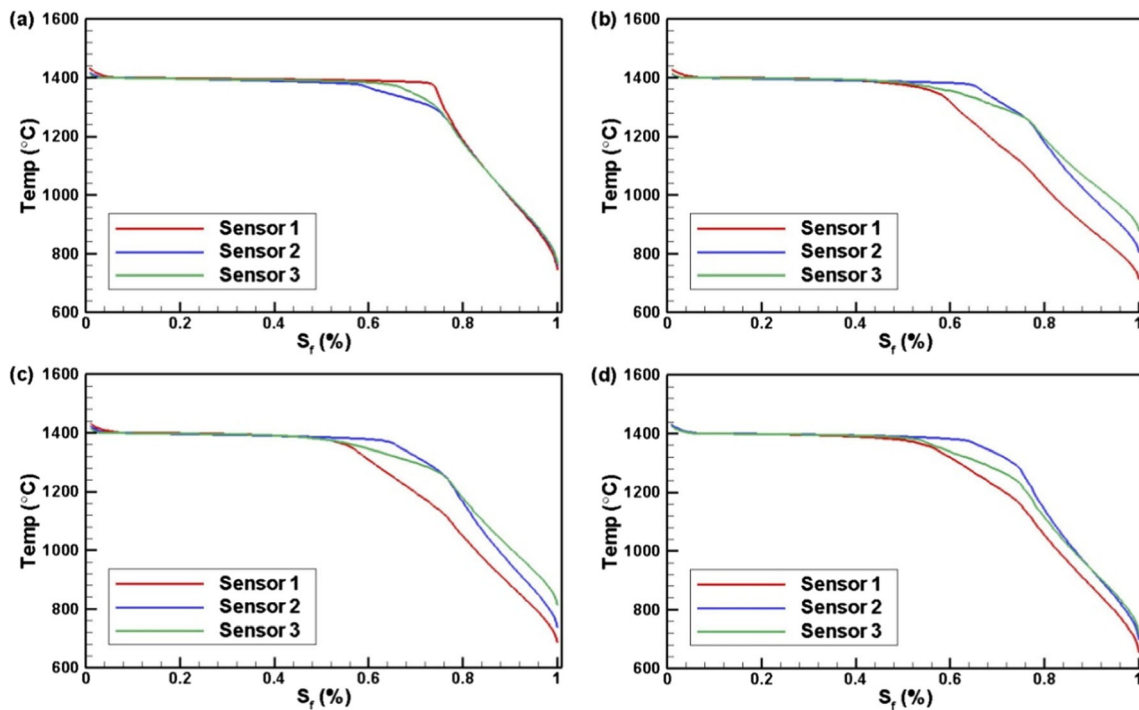 (a)
1600
1400
1200
1000
800
600
Temp (°C)
Sensor 1
Sensor 2
Sensor 3
0 0.2 0.4 0.6 0.8 1
S_f (%)
(b)
1600
1400
1200
1000
800
600
Temp (°C)
Sensor 1
Sensor 2
Sensor 3
0 0.2 0.4 0.6 0.8 1
S_f (%)
(c)
1600
1400
1200
1000
800
600
Temp (°C)
Sensor 1
Sensor 2
Sensor 3
0 0.2 0.4 0.6 0.8 1
S_f (%)
(d)
1600
1400
1200
1000
800
600
Temp (°C)
Sensor 1
Sensor 2
Sensor 3
0 0.2 0.4 0.6 0.8 1
S_f (%)